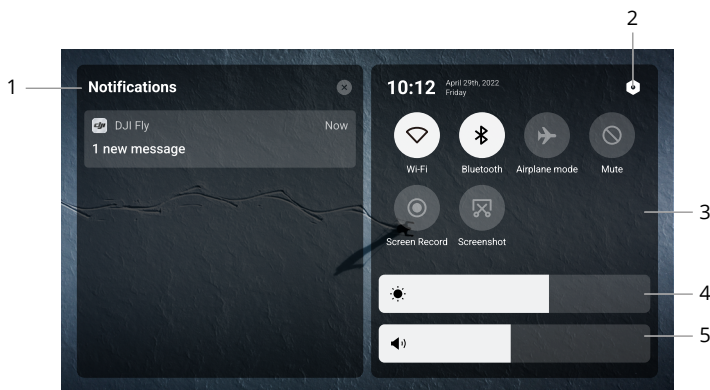 2
1
Notifications
DJI Fly
Now
1 new message
10:12
April 29th, 2022
Friday
Wi-Fi
Bluetooth
Airplane mode
Mute
Screen Record
Screenshot
3
4
5